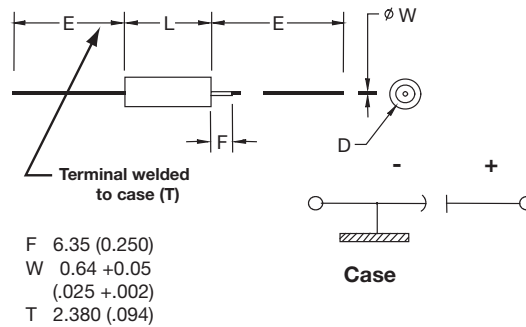 E L E ø W
F
D
Terminal welded
to case (T)
- +
Case
F 6.35 (0.250)
W 0.64 +0.05
(.025 +.002)
T 2.380 (.094)